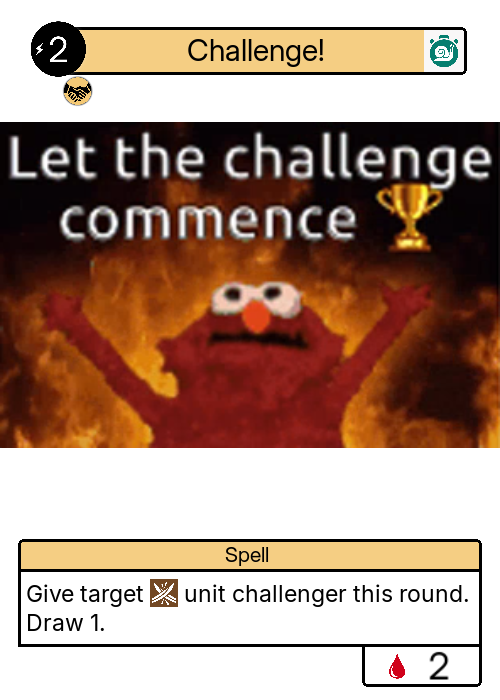 2
Challenge!
Let the challenge
commence
Spell
Give target unit challenger this round.
Draw 1.
2